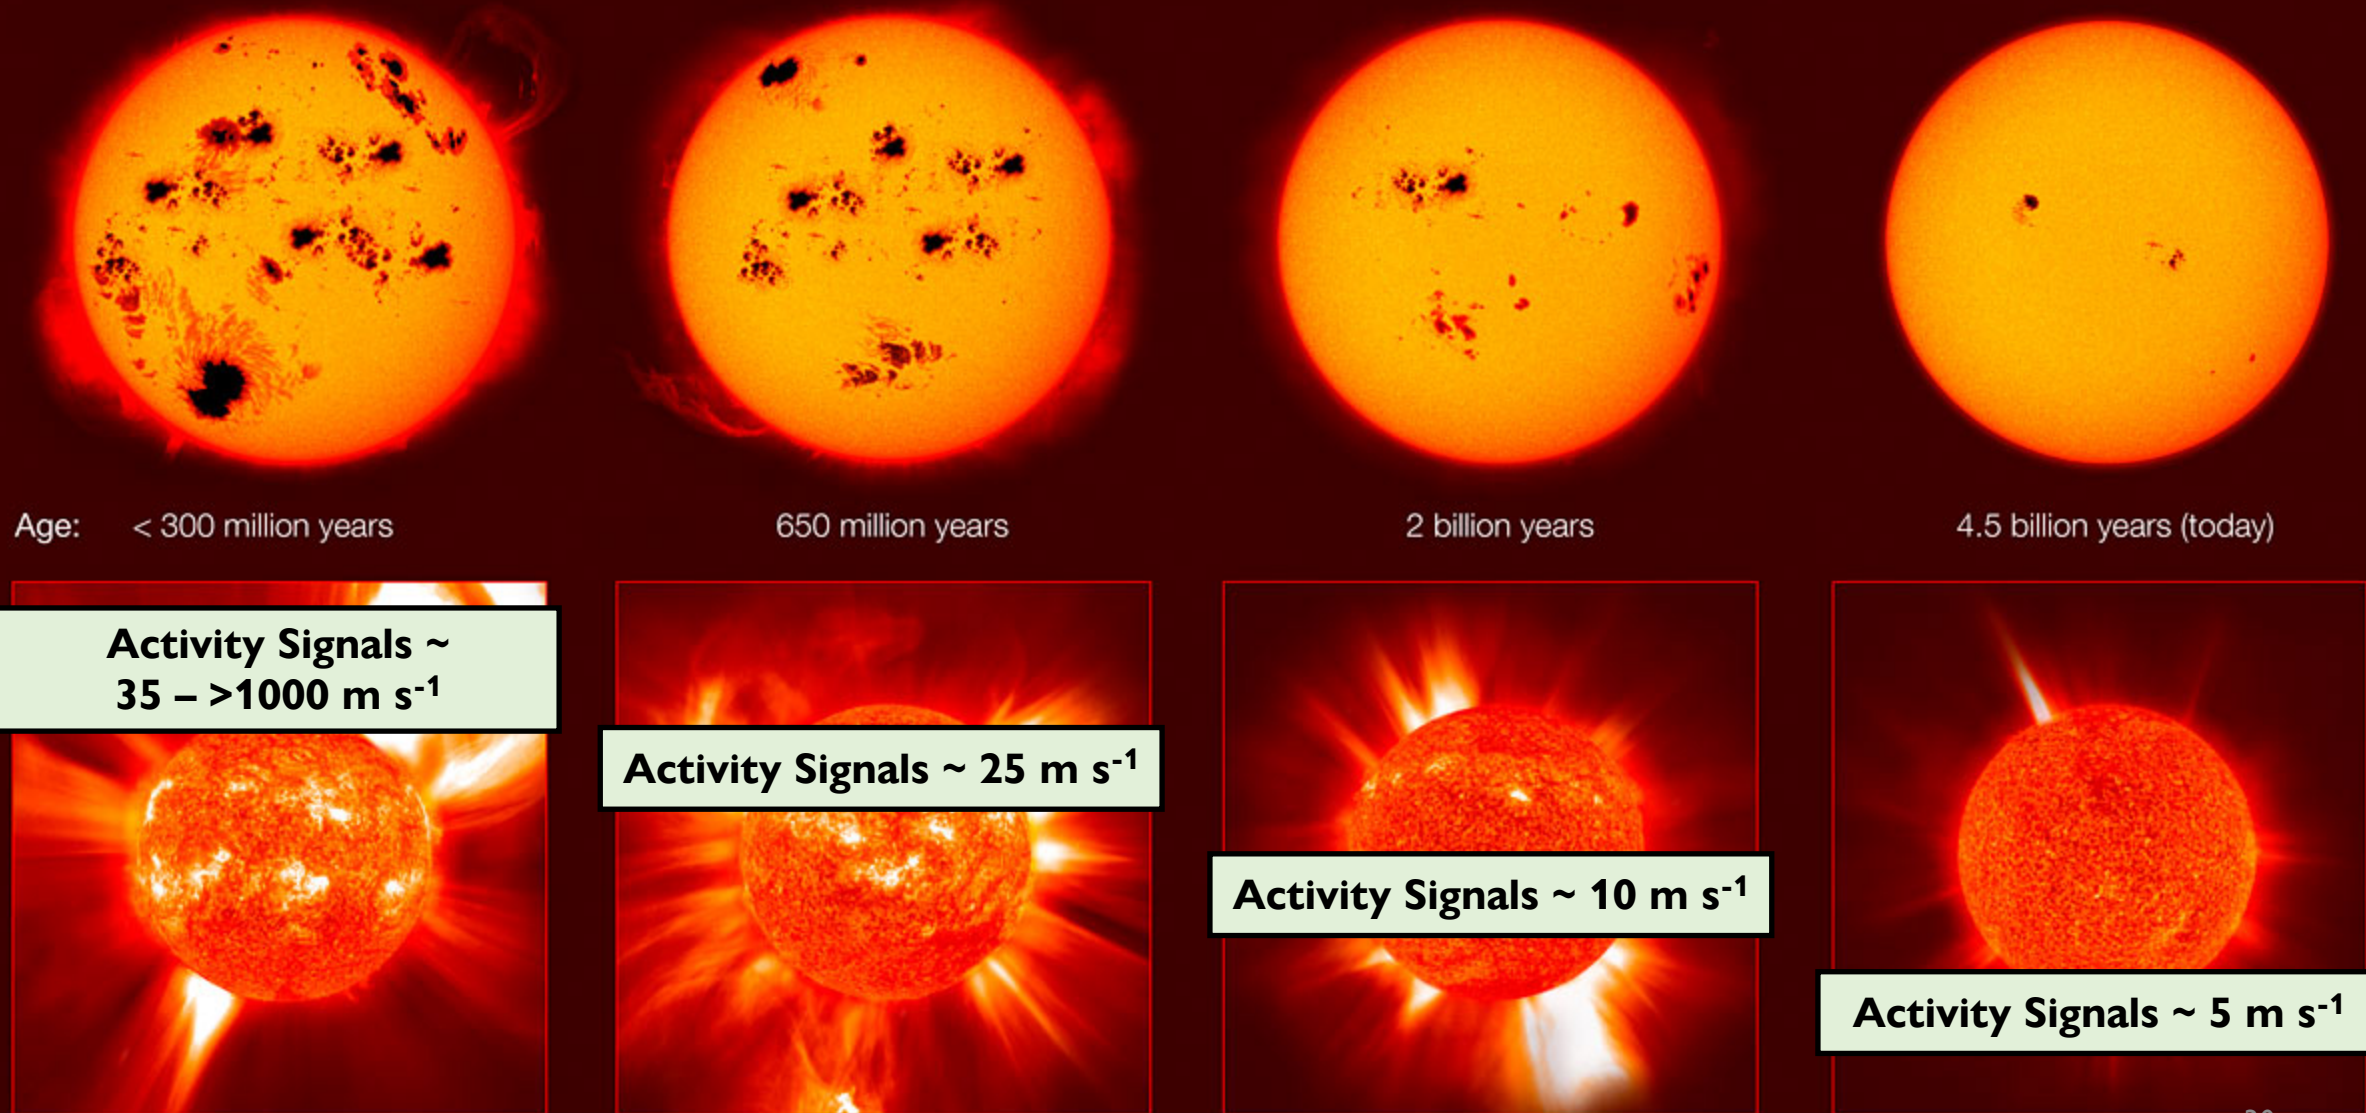 Age: < 300 million years
650 million years
2 billion years
4.5 billion years (today)
Activity Signals ~
35 – >1000 m s⁻¹
Activity Signals ~ 25 m s⁻¹
Activity Signals ~ 10 m s⁻¹
Activity Signals ~ 5 m s⁻¹